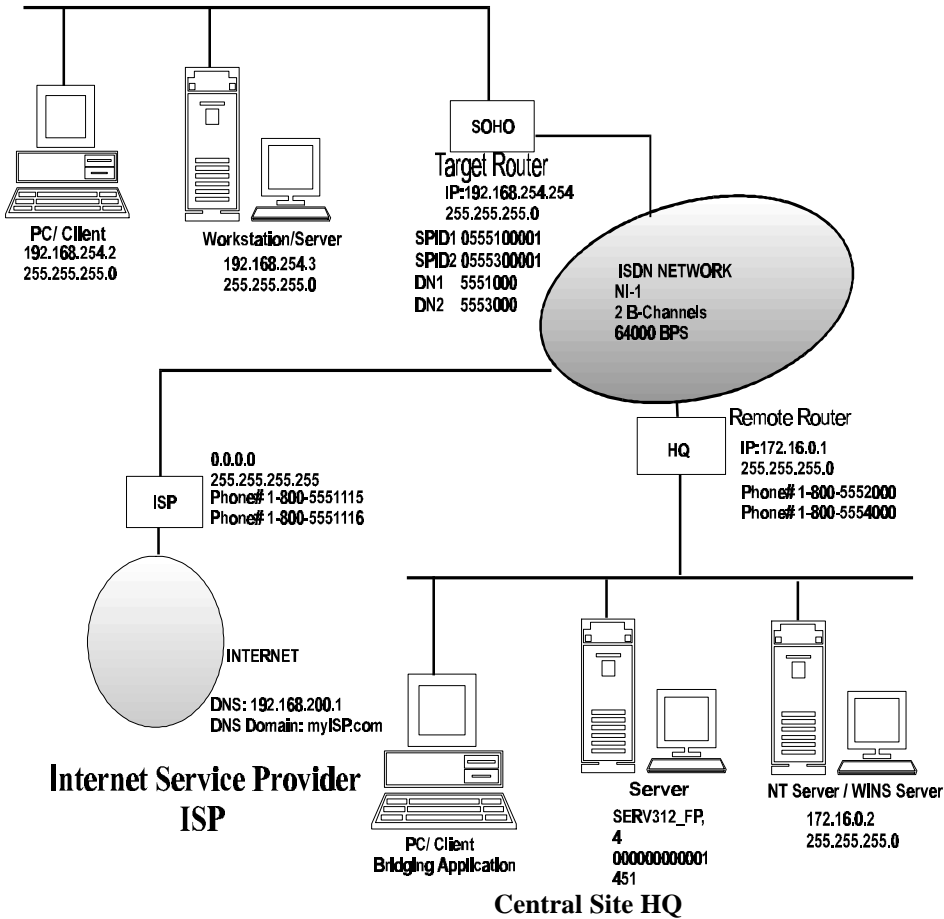 SOHO
Target Router
IP:192.168.254.254
255.255.255.0
SPID1 0555100001
SPID2 0555300001
DN1 5551000
DN2 5553000
PC/ Client
192.168.254.2
255.255.255.0
Workstation/Server
192.168.254.3
255.255.255.0
ISDN NETWORK
NI-1
2 B-Channels
64000 BPS
Remote Router
HQ
IP:172.16.0.1
255.255.255.0
Phone# 1-800-5552000
Phone# 1-800-5554000
0.0.0.0
255.255.255.255
Phone# 1-800-5551115
Phone# 1-800-5551116
ISP
INTERNET
DNS: 192.168.200.1
DNS Domain: myISP.com
Internet Service Provider
ISP
PC/ Client
Bridging Application
Server
SERV312_FP,
4
000000000001
451
NT Server / WINS Server
172.16.0.2
255.255.255.0
Central Site HQ